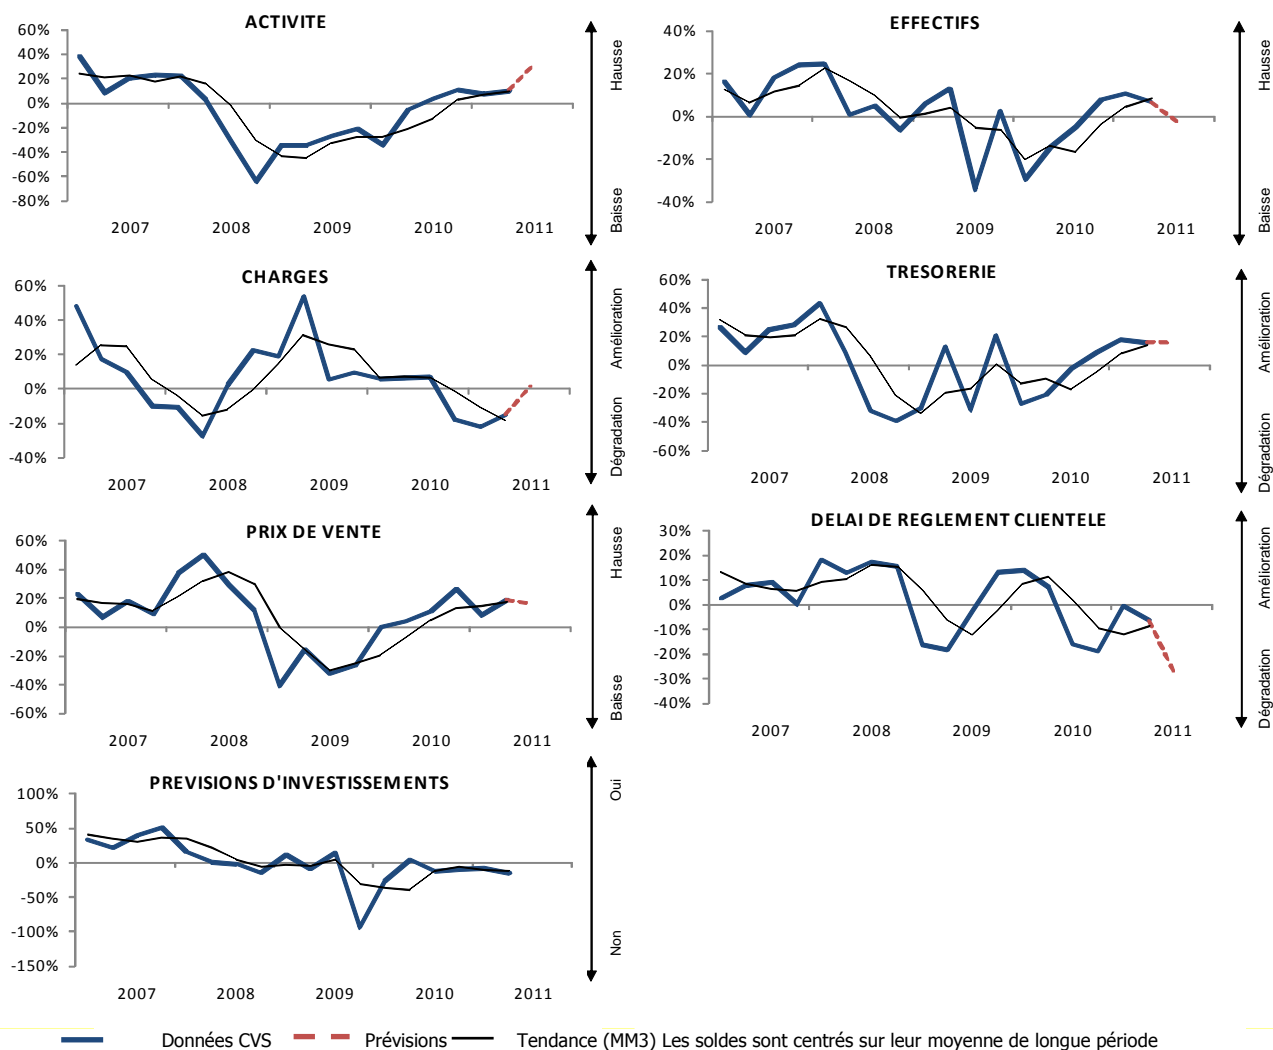 ACTIVITE
60%
40%
20%
0%
-20%
-40%
-60%
-80%
2007 2008 2009 2010 2011
Hausse
Baisse
EFFECTIFS
40%
20%
0%
-20%
-40%
2007 2008 2009 2010 2011
Hausse
Baisse
CHARGES
60%
40%
20%
0%
-20%
-40%
2007 2008 2009 2010 2011
Amélioration
Dégradation
TRESORERIE
60%
40%
20%
0%
-20%
-40%
-60%
2007 2008 2009 2010 2011
Amélioration
Dégradation
PRIX DE VENTE
60%
40%
20%
0%
-20%
-40%
-60%
2007 2008 2009 2010 2011
Hausse
Baisse
DELAI DE REGLEMENT CLIENTELE
30%
20%
10%
0%
-10%
-20%
-30%
-40%
2007 2008 2009 2010 2011
Amélioration
Dégradation
PREVISIONS D'INVESTISSEMENTS
100%
50%
0%
-50%
-100%
-150%
2007 2008 2009 2010 2011
Oui
Non
Données CVS Prévisions Tendance (MM3) Les soldes sont centrés sur leur moyenne de longue période